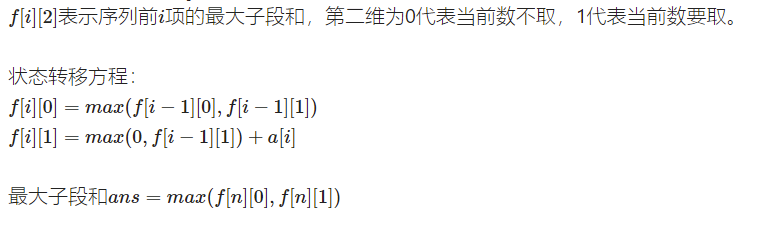 f[i][2]表示序列前i项的最大子段和，第二维为0代表当前数不取，1代表当前数要取。
状态转移方程：
f[i][0] = max(f[i − 1][0], f[i − 1][1])
f[i][1] = max(0, f[i − 1][1]) + a[i]
最大子段和ans = max(f[n][0], f[n][1])